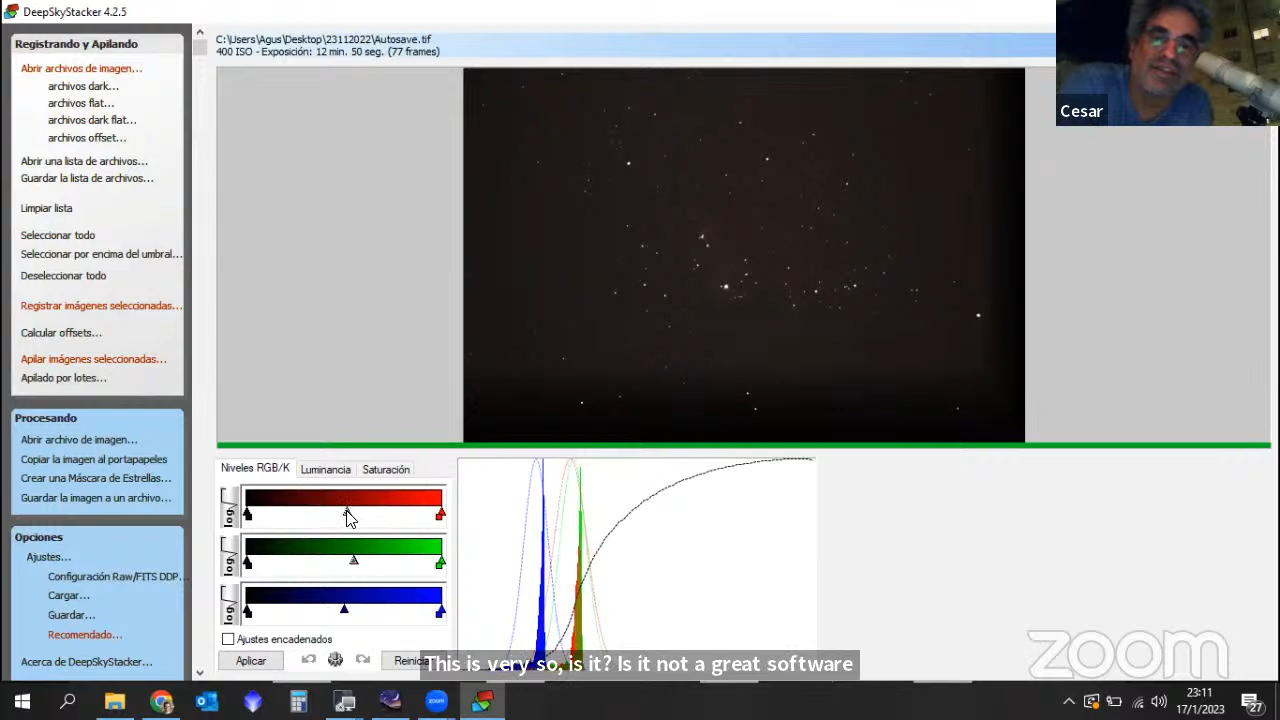 DeepSkyStacker 4.2.5
Registrando y Apilando
Abrir archivos de imagen...
archivos dark...
archivos flat...
archivos dark flat...
archivos offset...
Abrir una lista de archivos...
Guardar la lista de archivos...
Limpiar lista
Seleccionar todo
Seleccionar por encima del umbral...
Deseleccionar todo
Registrar imágenes seleccionadas...
Calcular offsets...
Apilar imágenes seleccionadas...
Apilado por lotes...
Procesando
Abrir archivo de imagen...
Copiar la imagen al portapapeles
Crear una Máscara de Estrellas...
Guardar la imagen a un archivo...
Opciones
Ajustes...
Configuración Raw/FITS DDP...
Cargar...
Guardar...
Recomendado...
Acerca de DeepSkyStacker...
C:\Users\Agus\Desktop\23112022\Autosave.tif
400 ISO - Exposición: 12 min. 50 seg. (77 frames)
Cesar
Niveles RGB/K
Luminancia
Saturación
log
log
log
Ajustes encadenados
Aplicar
This is very so, is it? Is it not a great software
zoom
zoom
23:11
17/1/2023
27